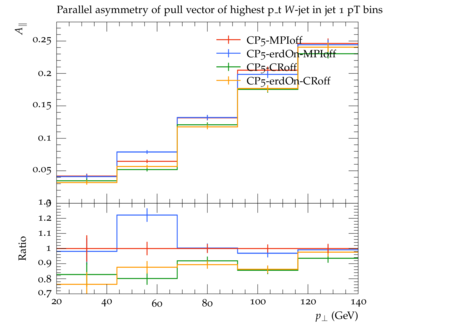 Parallel asymmetry of pull vector of highest p_t W-jet in jet 1 pT bins
A∥
CP5-MPIoff
CP5-erdOn-MPIoff
CP5-CRoff
CP5-erdOn-CRoff
0.25
0.2
0.15
0.1
0.05
Ratio
1.2
1.1
1
0.9
0.8
0.7
20 40 60 80 100 120 140
p⊥ (GeV)